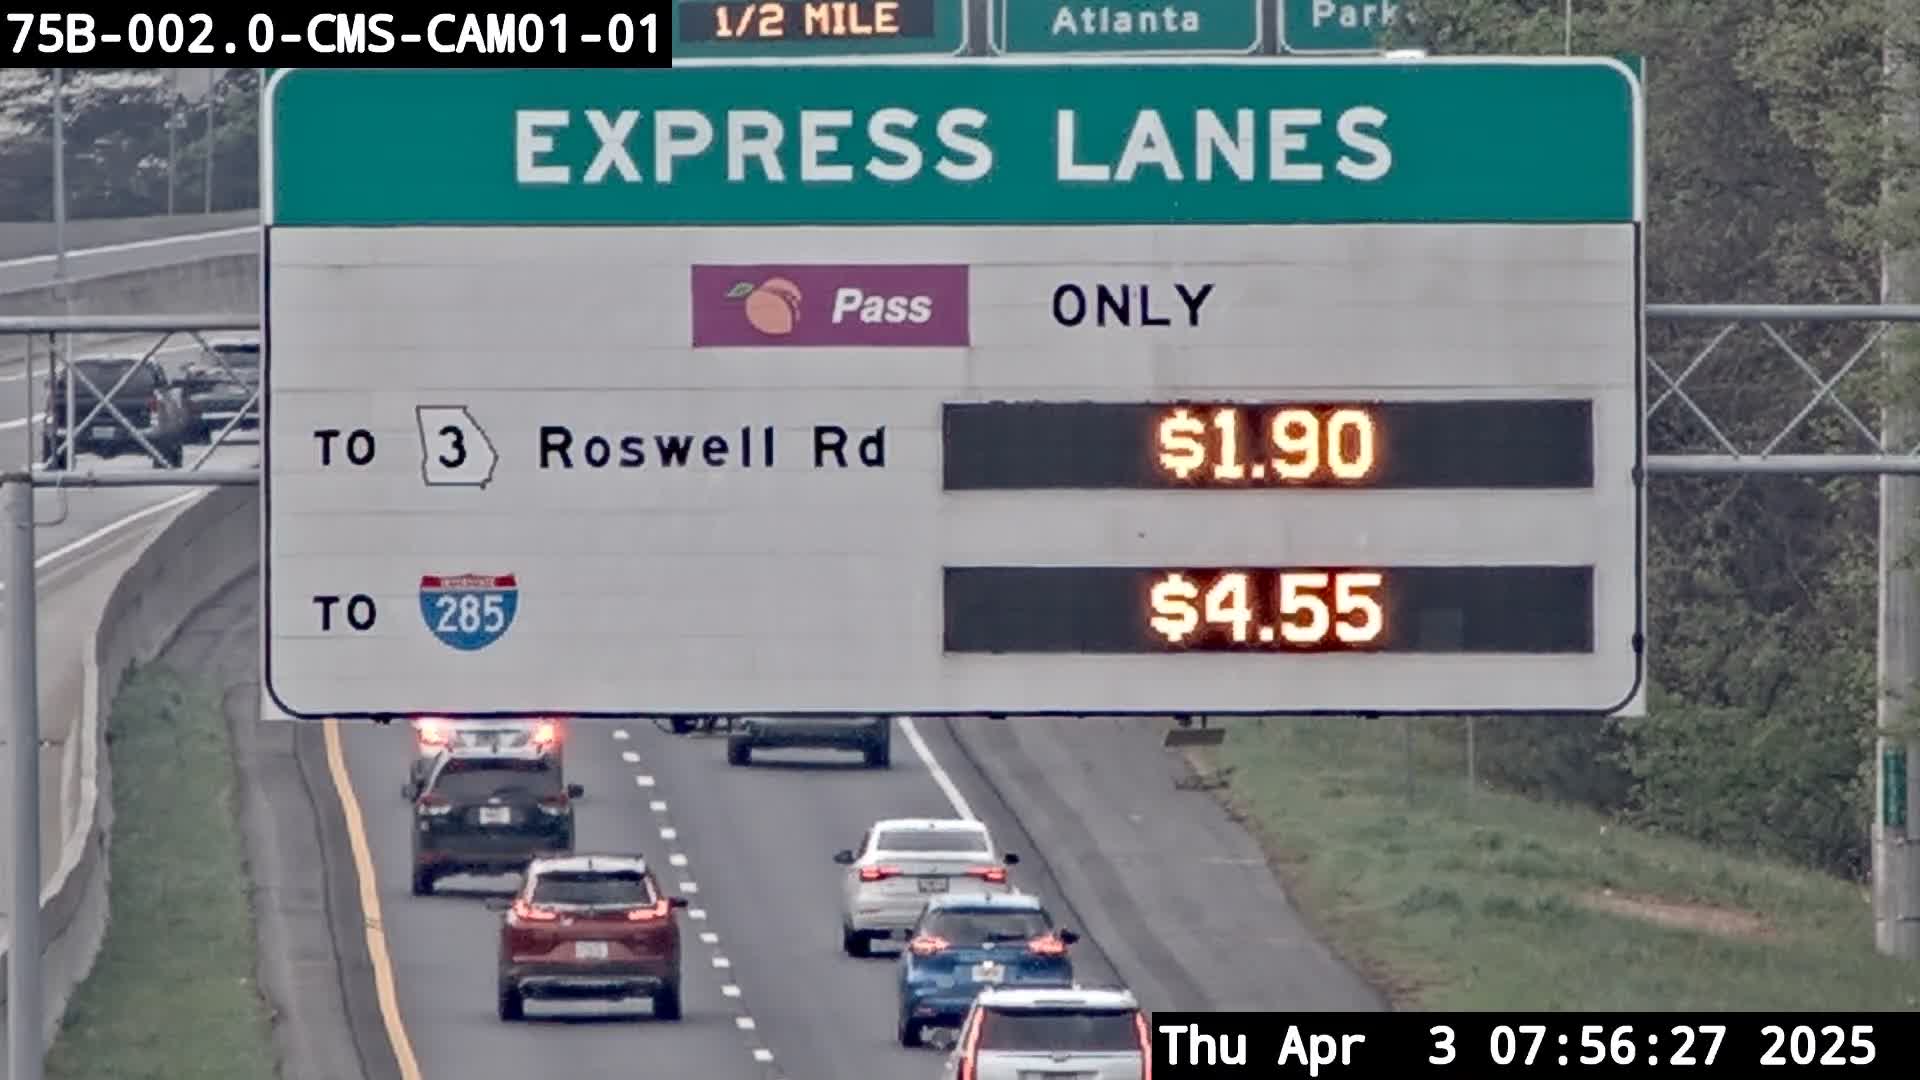 75B-002.0-CMS-CAM01-01
1/2 MILE
Atlanta
Park
EXPRESS LANES
Pass ONLY
TO 3 Roswell Rd $1.90
TO 285 $4.55
Thu Apr 3 07:56:27 2025